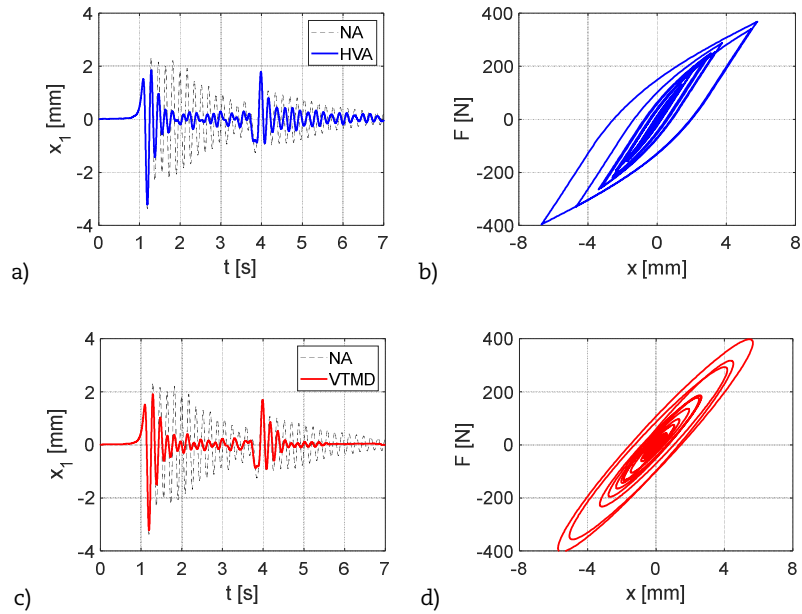 4
2
0
-2
-4
x1 [mm]
NA
HVA
0 1 2 3 4 5 6 7
t [s]
a)
400
200
0
-200
-400
F [N]
-8 -4 0 4 8
x [mm]
b)
4
2
0
-2
-4
x1 [mm]
NA
VTMD
0 1 2 3 4 5 6 7
t [s]
c)
400
200
0
-200
-400
F [N]
-8 -4 0 4 8
x [mm]
d)